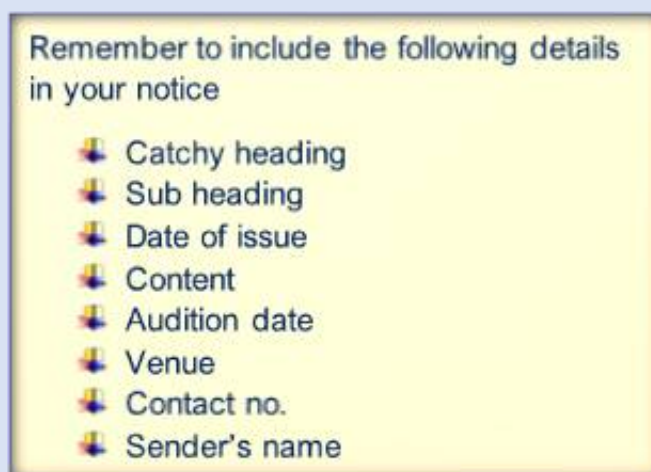 Remember to include the following details
in your notice
Catchy heading
Sub heading
Date of issue
Content
Audition date
Venue
Contact no.
Sender's name